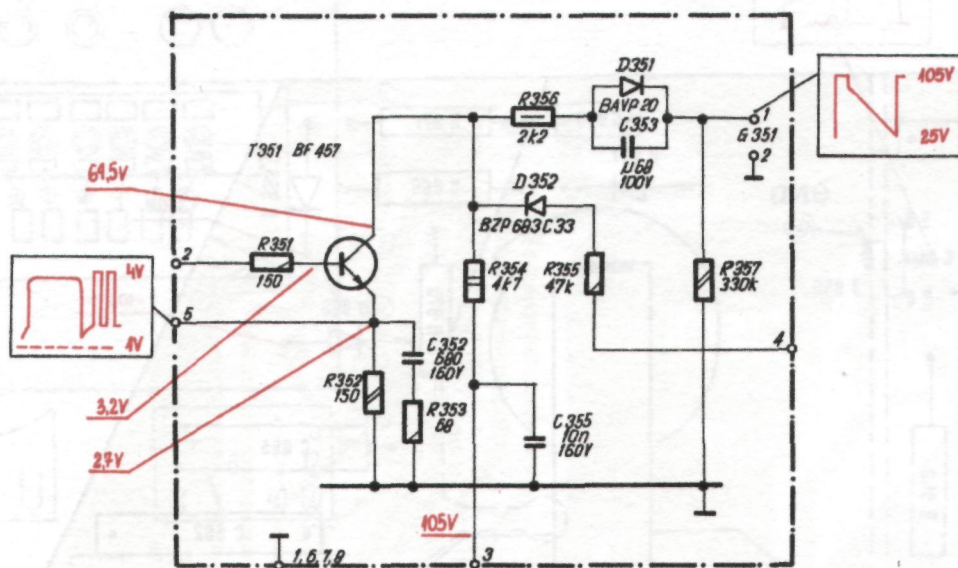 D351
BAVP 20
C353
µ68
100V
R356
2k2
1
G 351
2
105V
25V
T351 BF 457
64,5V
D352
BZP 683 C33
2
R351
150
R354
4k7
R355
47k
R357
330k
4V
1V
5
4
C352
680
160V
R352
150
R353
68
3,2V
2,7V
C355
10n
160V
105V
1, 6, 7, 8
3